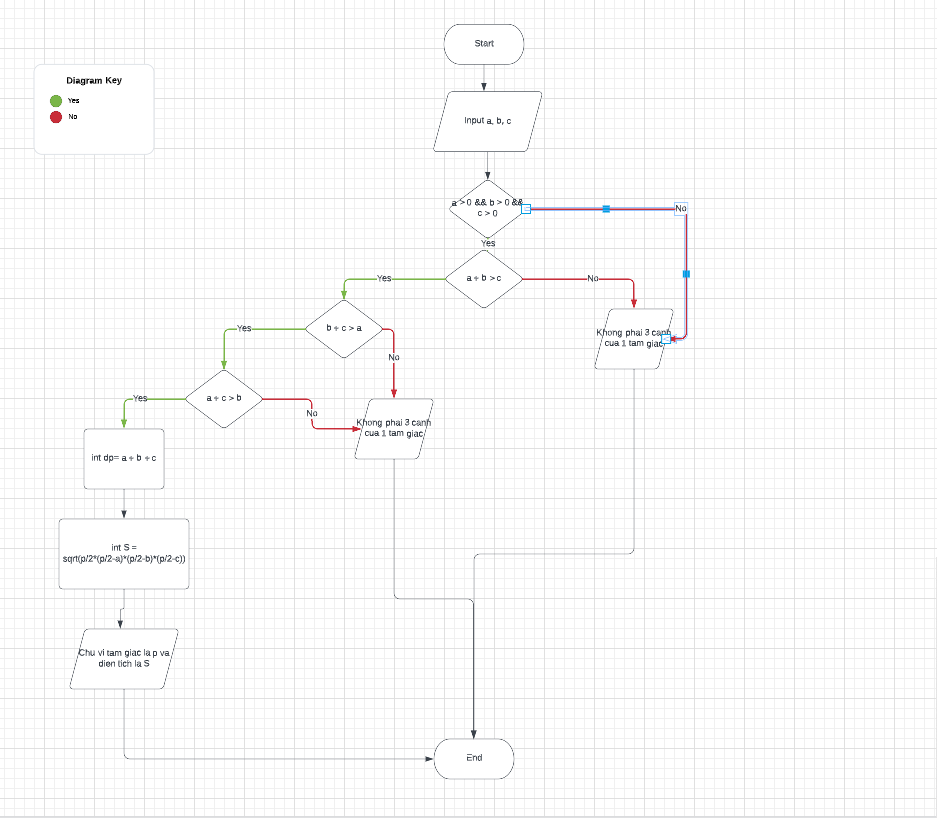 Start
Diagram Key
Yes
No
Input a, b, c
a > 0 && b > 0 &&
c > 0
No
Yes
a + b > c
Yes
No
b + c > a
Yes
No
Khong phai 3 canh
cua 1 tam giac
a + c > b
Yes
No
Khong phai 3 canh
cua 1 tam giac
int dp= a + b + c
int S =
sqrt(p/2*(p/2-a)*(p/2-b)*(p/2-c))
Chu vi tam giac la p va
dien tich la S
End